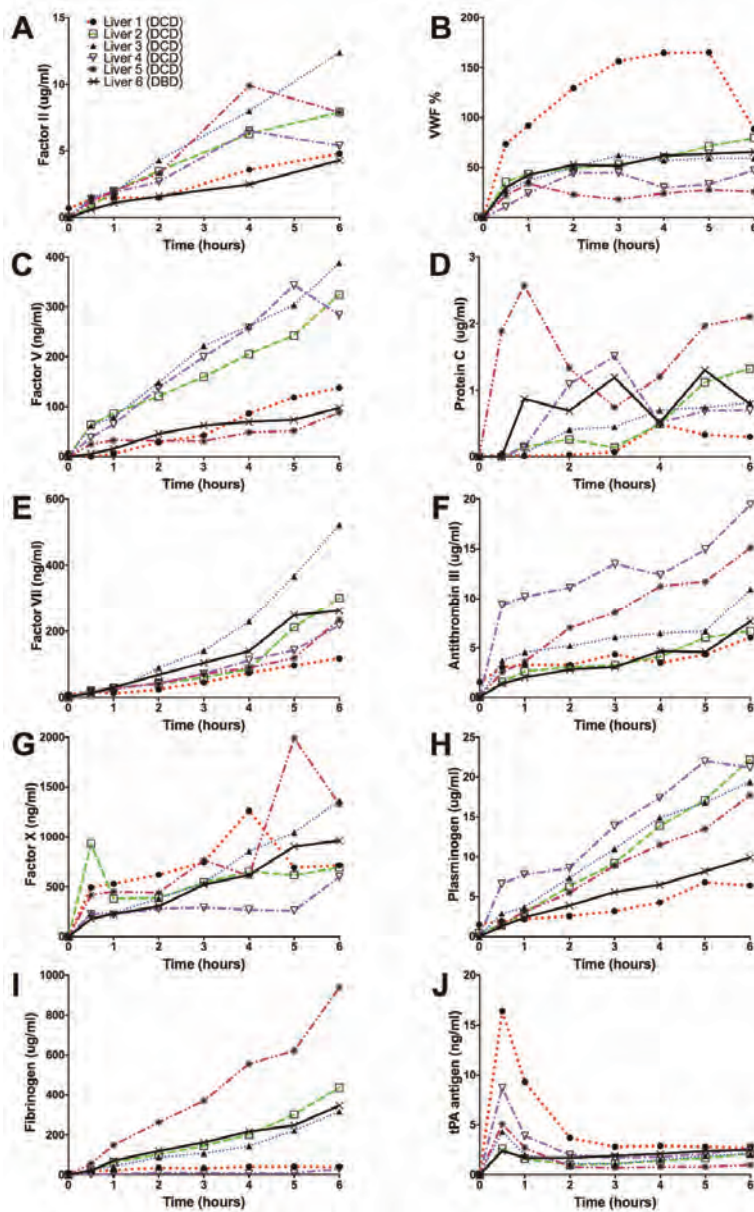 A
Liver 1 (DCD)
Liver 2 (DCD)
Liver 3 (DCD)
Liver 4 (DCD)
Liver 5 (DCD)
Liver 6 (DBD)
Factor II (ug/ml)
15
10
5
0
0 1 2 3 4 5 6
Time (hours)
B
VWF %
200
150
100
50
0
0 1 2 3 4 5 6
Time (hours)
C
Factor V (ng/ml)
400
300
200
100
0
0 1 2 3 4 5 6
Time (hours)
D
Protein C (ug/ml)
3
2
1
0
0 1 2 3 4 5 6
Time (hours)
E
Factor VII (ng/ml)
600
400
200
0
0 1 2 3 4 5 6
Time (hours)
F
Antithrombin III (ug/ml)
20
15
10
5
0
0 1 2 3 4 5 6
Time (hours)
G
Factor X (ng/ml)
2000
1500
1000
500
0
0 1 2 3 4 5 6
Time (hours)
H
Plasminogen (ug/ml)
25
20
15
10
5
0
0 1 2 3 4 5 6
Time (hours)
I
Fibrinogen (ug/ml)
1000
800
600
400
200
0
0 1 2 3 4 5 6
Time (hours)
J
tPA antigen (ng/ml)
20
15
10
5
0
0 1 2 3 4 5 6
Time (hours)